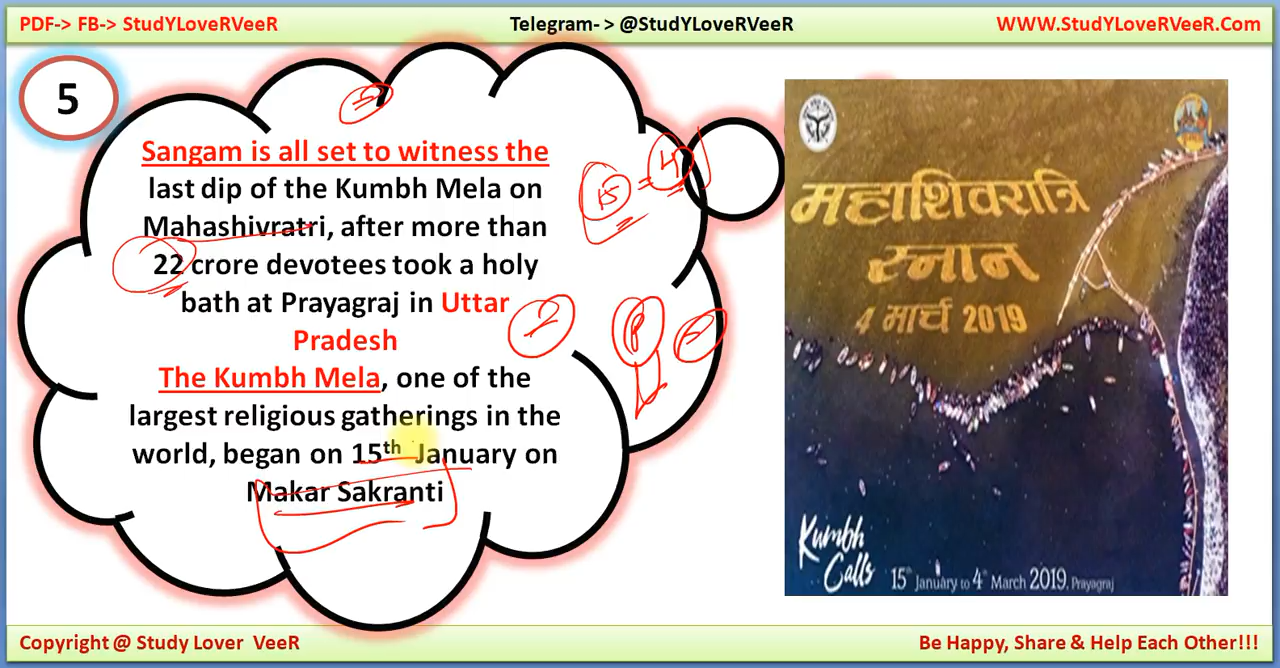 PDF-> FB-> StudYLoveRVeeR
Telegram- > @StudYLoveRVeeR
WWW.StudYLoveRVeeR.Com
5
Sangam is all set to witness the
last dip of the Kumbh Mela on
Mahashivratri, after more than
22 crore devotees took a holy
bath at Prayagraj in Uttar
Pradesh
The Kumbh Mela, one of the
largest religious gatherings in the
world, began on 15th January on
Makar Sakranti
15 = 4
महाशिवरात्रि
स्नान
4 मार्च 2019
Kumbh
Calls
15th January to 4th March 2019, Prayagraj
Copyright @ Study Lover VeeR
Be Happy, Share & Help Each Other!!!